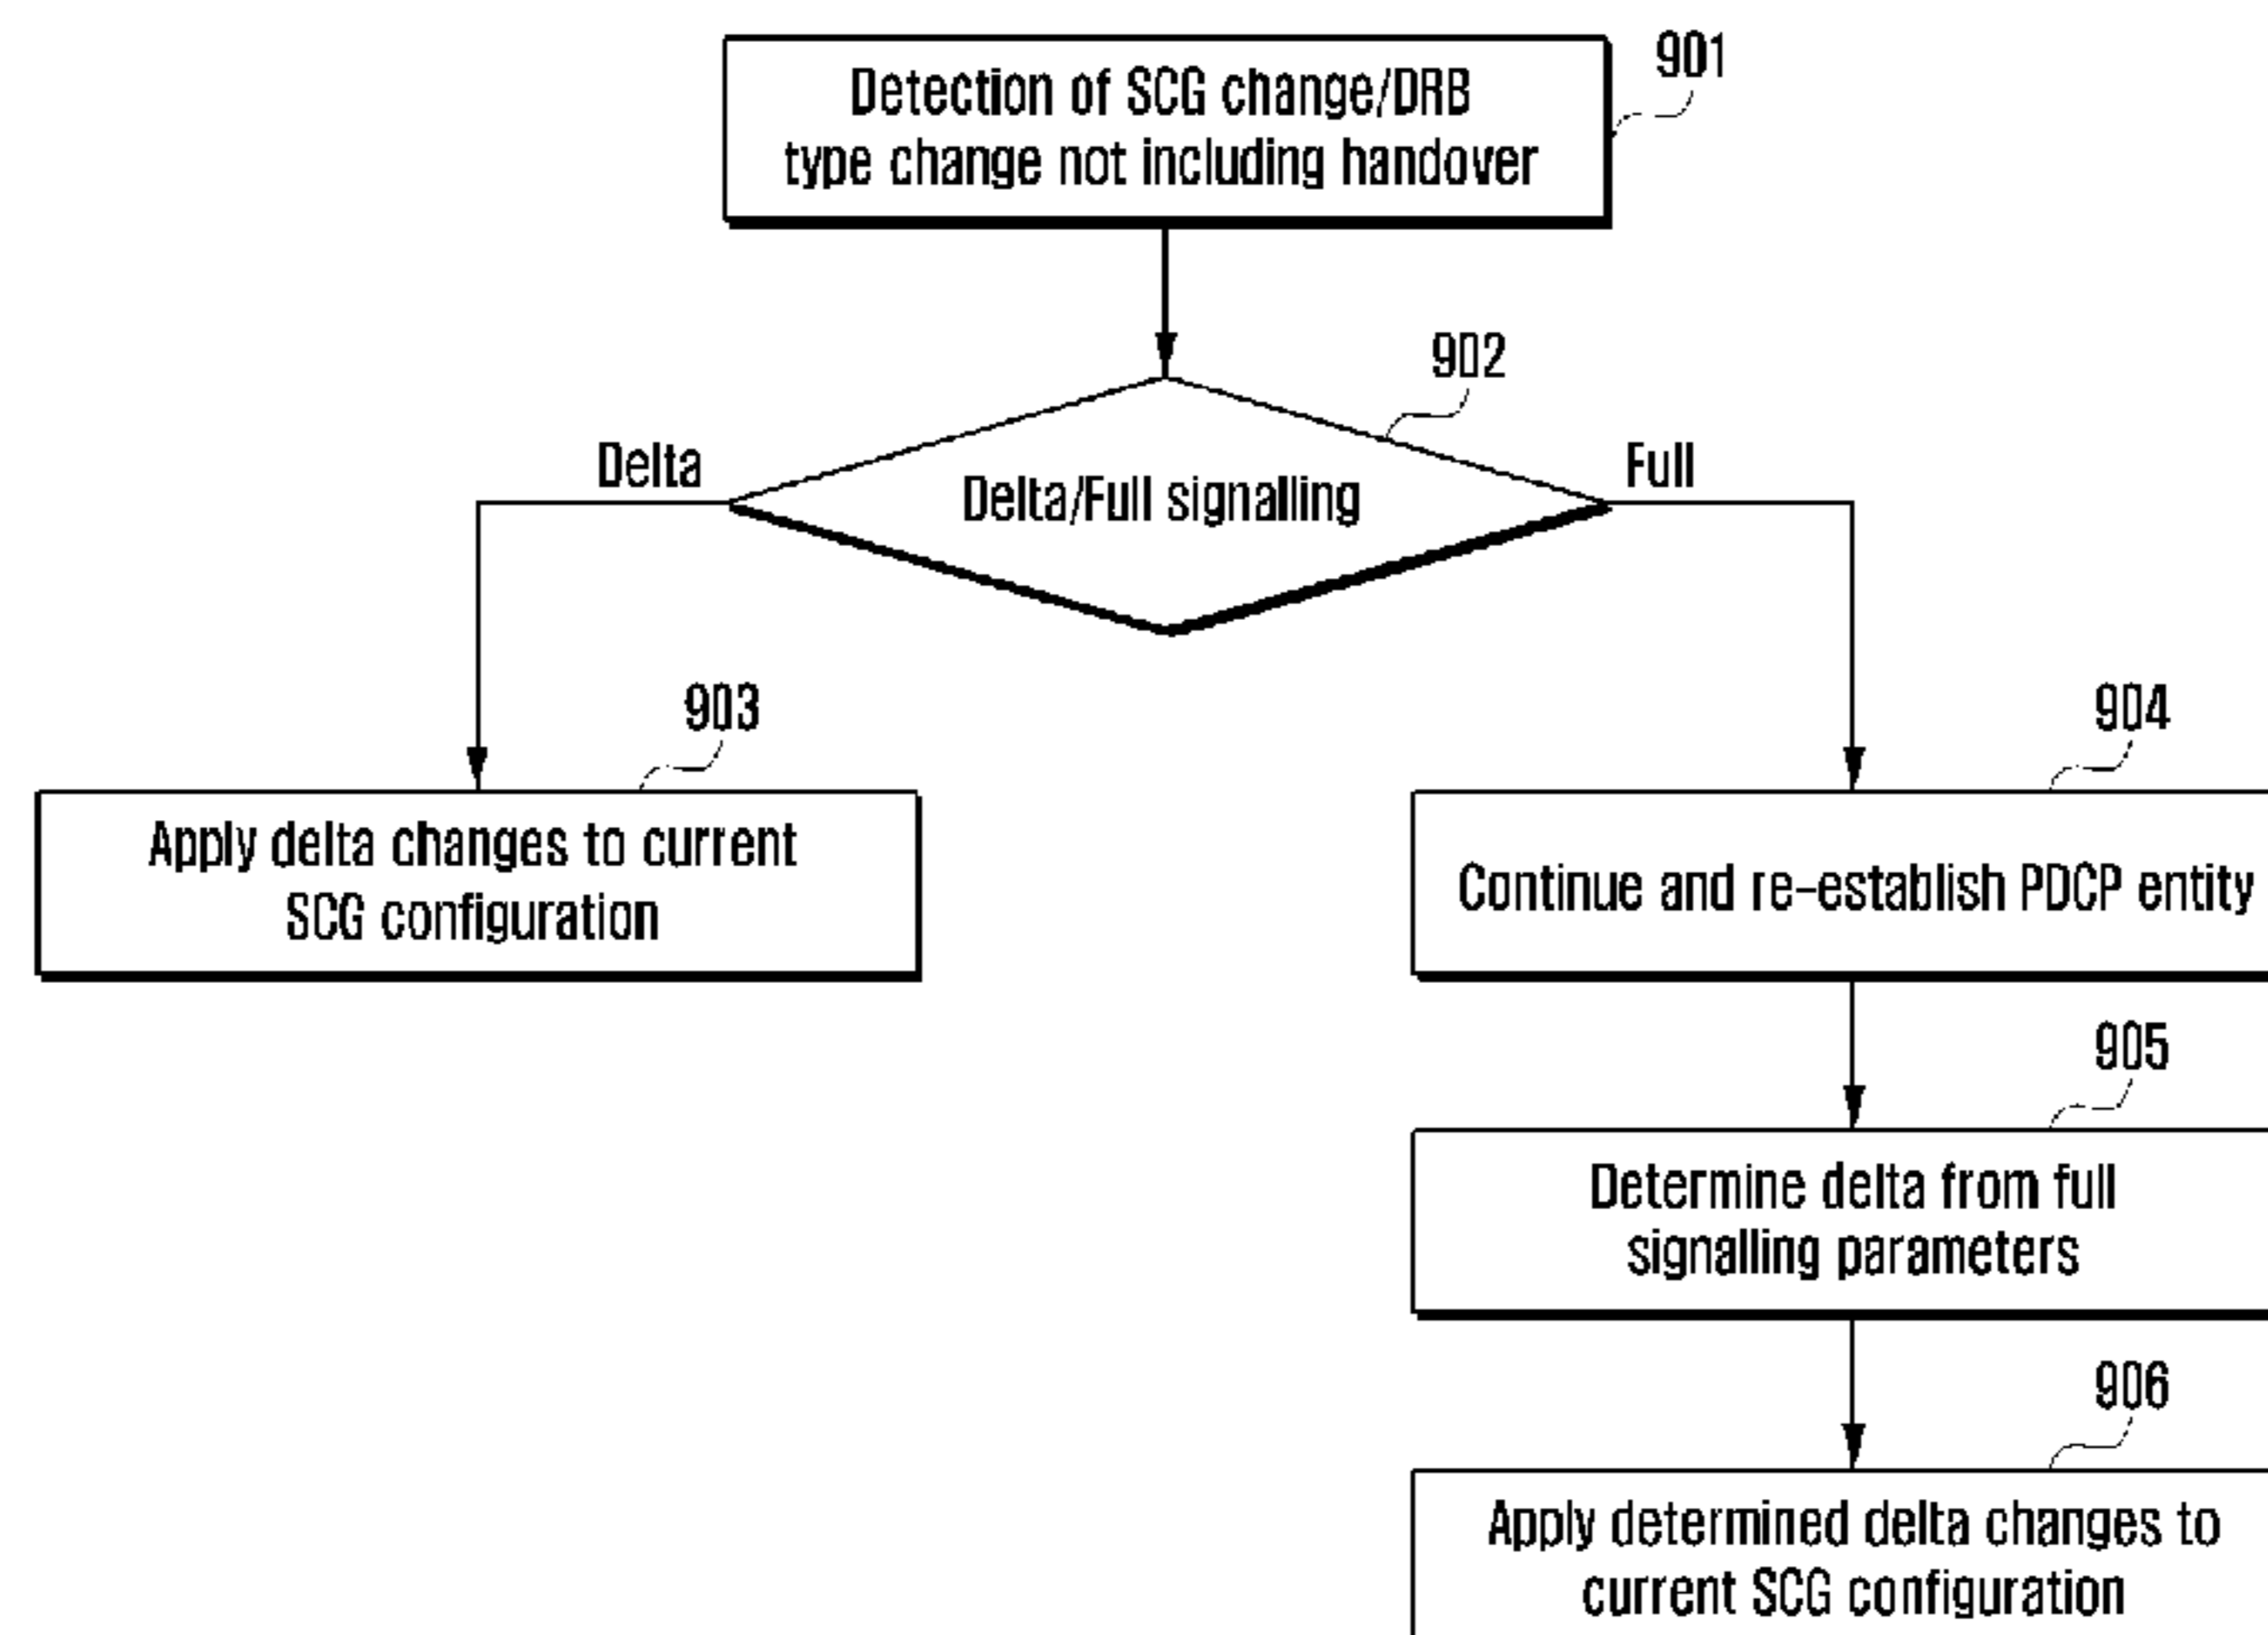 901
Detection of SCG change/DRB
type change not including handover
902
Delta
Full
Delta/Full signalling
903
Apply delta changes to current
SCG configuration
904
Continue and re-establish PDCP entity
905
Determine delta from full
signalling parameters
906
Apply determined delta changes to
current SCG configuration